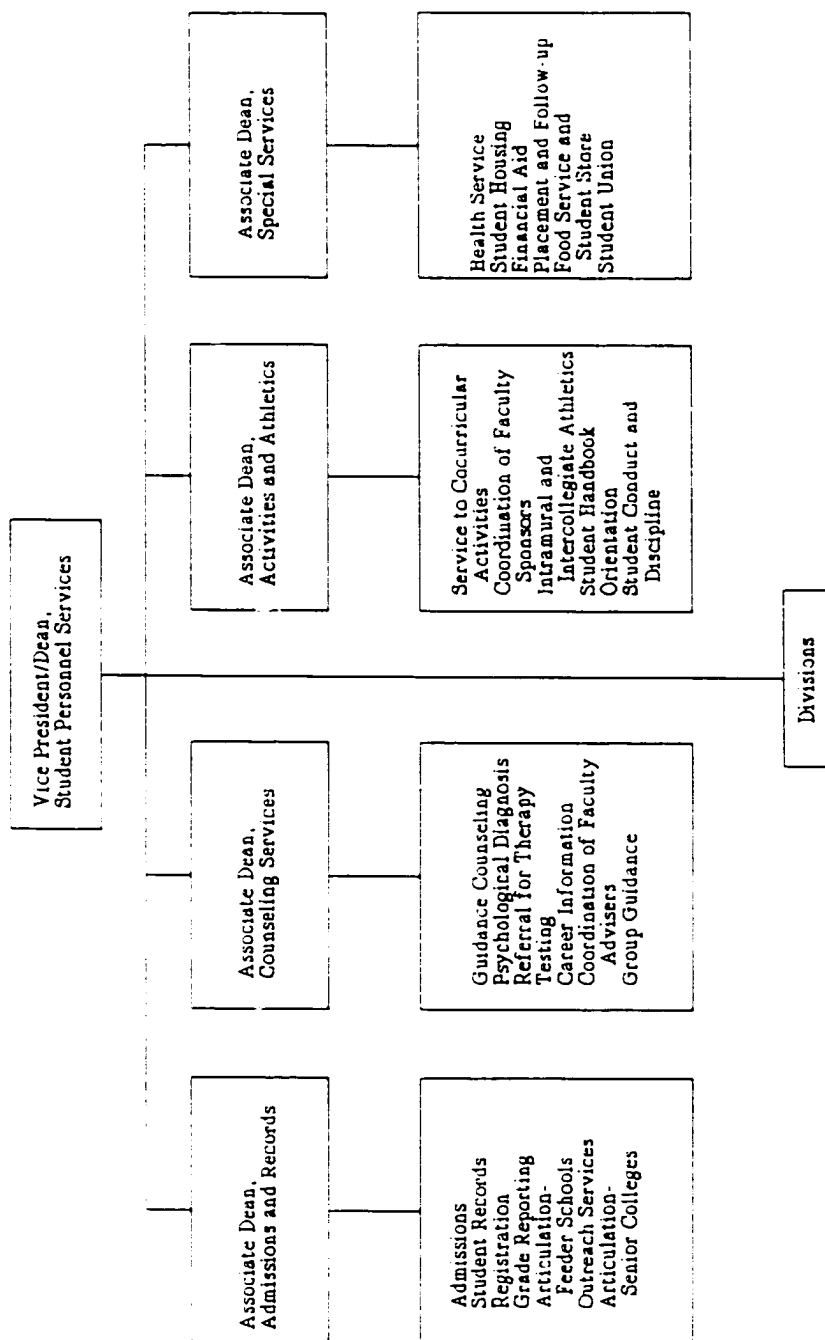 Vice President/Dean,
Student Personnel Services
Associate Dean,
Admissions and Records
Associate Dean,
Counseling Services
Associate Dean,
Activities and Athletics
Associate Dean,
Special Services
Admissions
Student Records
Registration
Grade Reporting
Articulation-
Feeder Schools
Outreach Services
Articulation-
Senior Colleges
Guidance Counseling
Psychological Diagnosis
Referral for Therapy
Testing
Career Information
Coordination of Faculty
Advisers
Group Guidance
Service to Cocurricular
Activities
Coordination of Faculty
Sponsors
Intramural and
Intercollegiate Athletics
Student Handbook
Orientation
Student Conduct and
Discipline
Health Service
Student Housing
Financial Aid
Placement and Follow-up
Food Service and
Student Store
Student Union
Divisions